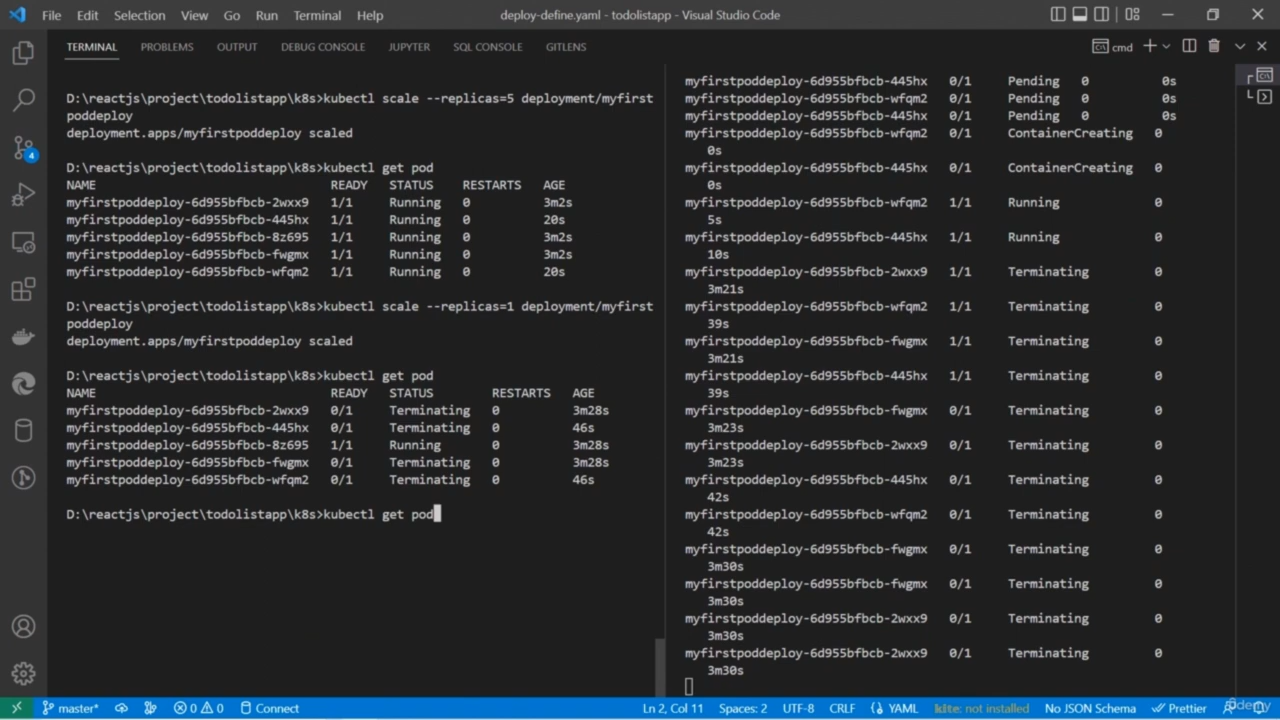 File Edit Selection View Go Run Terminal Help deploy-define.yaml - todolistapp - Visual Studio Code
TERMINAL PROBLEMS OUTPUT DEBUG CONSOLE JUPYTER SQL CONSOLE GITLENS cmd
D:\reactjs\project\todolistapp\k8s>kubectl scale --replicas=5 deployment/myfirst
poddeploy
deployment.apps/myfirstpoddeploy scaled
D:\reactjs\project\todolistapp\k8s>kubectl get pod
NAME READY STATUS RESTARTS AGE
myfirstpoddeploy-6d955bfbcb-2wxx9 1/1 Running 0 3m2s
myfirstpoddeploy-6d955bfbcb-445hx 1/1 Running 0 20s
myfirstpoddeploy-6d955bfbcb-8z695 1/1 Running 0 3m2s
myfirstpoddeploy-6d955bfbcb-fwgmx 1/1 Running 0 3m2s
myfirstpoddeploy-6d955bfbcb-wfqm2 1/1 Running 0 20s
D:\reactjs\project\todolistapp\k8s>kubectl scale --replicas=1 deployment/myfirst
poddeploy
deployment.apps/myfirstpoddeploy scaled
D:\reactjs\project\todolistapp\k8s>kubectl get pod
NAME READY STATUS RESTARTS AGE
myfirstpoddeploy-6d955bfbcb-2wxx9 0/1 Terminating 0 3m28s
myfirstpoddeploy-6d955bfbcb-445hx 0/1 Terminating 0 46s
myfirstpoddeploy-6d955bfbcb-8z695 1/1 Running 0 3m28s
myfirstpoddeploy-6d955bfbcb-fwgmx 0/1 Terminating 0 3m28s
myfirstpoddeploy-6d955bfbcb-wfqm2 0/1 Terminating 0 46s
D:\reactjs\project\todolistapp\k8s>kubectl get pod
myfirstpoddeploy-6d955bfbcb-445hx 0/1 Pending 0 0s
myfirstpoddeploy-6d955bfbcb-wfqm2 0/1 Pending 0 0s
myfirstpoddeploy-6d955bfbcb-445hx 0/1 Pending 0 0s
myfirstpoddeploy-6d955bfbcb-wfqm2 0/1 ContainerCreating 0
0s
myfirstpoddeploy-6d955bfbcb-445hx 0/1 ContainerCreating 0
0s
myfirstpoddeploy-6d955bfbcb-wfqm2 1/1 Running 0
5s
myfirstpoddeploy-6d955bfbcb-445hx 1/1 Running 0
10s
myfirstpoddeploy-6d955bfbcb-2wxx9 1/1 Terminating 0
3m21s
myfirstpoddeploy-6d955bfbcb-wfqm2 1/1 Terminating 0
39s
myfirstpoddeploy-6d955bfbcb-fwgmx 1/1 Terminating 0
3m21s
myfirstpoddeploy-6d955bfbcb-445hx 1/1 Terminating 0
39s
myfirstpoddeploy-6d955bfbcb-fwgmx 0/1 Terminating 0
3m23s
myfirstpoddeploy-6d955bfbcb-2wxx9 0/1 Terminating 0
3m23s
myfirstpoddeploy-6d955bfbcb-445hx 0/1 Terminating 0
42s
myfirstpoddeploy-6d955bfbcb-wfqm2 0/1 Terminating 0
42s
myfirstpoddeploy-6d955bfbcb-fwgmx 0/1 Terminating 0
3m30s
myfirstpoddeploy-6d955bfbcb-fwgmx 0/1 Terminating 0
3m30s
myfirstpoddeploy-6d955bfbcb-2wxx9 0/1 Terminating 0
3m30s
myfirstpoddeploy-6d955bfbcb-2wxx9 0/1 Terminating 0
3m30s
4
master* 0 0 Connect Ln 2, Col 11 Spaces: 2 UTF-8 CRLF YAML kite: not installed No JSON Schema Prettier
Udemy